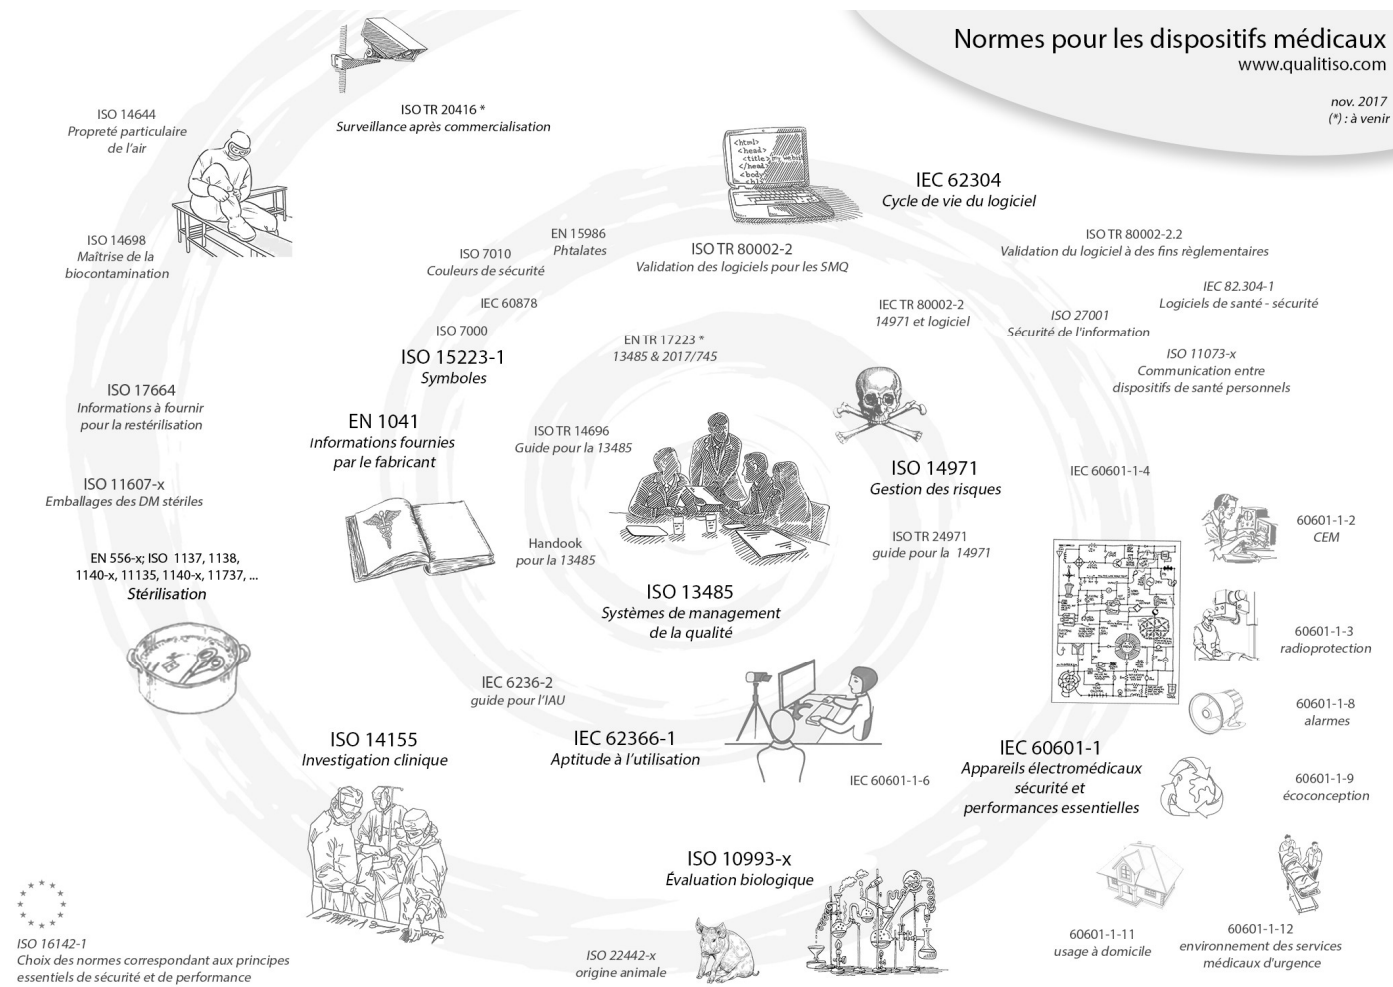 Normes pour les dispositifs médicaux
www.qualitiso.com
nov. 2017
(*) : à venir
ISO TR 20416 *
Surveillance après commercialisation
ISO 14644
Propreté particulaire
de l’air
ISO 14698
Maîtrise de la
biocontamination
<html>
<head>
<title>
</head>
<body
IEC 62304
Cycle de vie du logiciel
EN 15986
Phtalates
ISO 7010
Couleurs de sécurité
ISO TR 80002-2
Validation des logiciels pour les SMQ
ISO TR 80002-2.2
Validation du logiciel à des fins règlementaires
IEC 60878
ISO 7000
ISO 15223-1
Symboles
IEC TR 80002-2
14971 et logiciel
IEC 82.304-1
Logiciels de santé - sécurité
ISO 27001
Sécurité de l'information
EN TR 17223 *
13485 & 2017/745
ISO 11073-x
Communication entre
dispositifs de santé personnels
ISO 17664
Informations à fournir
pour la restérilisation
EN 1041
Informations fournies
par le fabricant
ISO TR 14696
Guide pour la 13485
ISO 14971
Gestion des risques
IEC 60601-1-4
ISO 11607-x
Emballages des DM stériles
60601-1-2
CEM
ISO TR 24971
guide pour la 14971
Handook
pour la 13485
EN 556-x; ISO 1137, 1138,
1140-x, 11135, 1140-x, 11737, ...
Stérilisation
ISO 13485
Systèmes de management
de la qualité
60601-1-3
radioprotection
IEC 6236-2
guide pour l’IAU
60601-1-8
alarmes
ISO 14155
Investigation clinique
IEC 62366-1
Aptitude à l’utilisation
IEC 60601-1-6
IEC 60601-1
Appareils électromédicaux
sécurité et
performances essentielles
60601-1-9
écoconception
ISO 10993-x
Évaluation biologique
ISO 16142-1
Choix des normes correspondant aux principes
essentiels de sécurité et de performance
ISO 22442-x
origine animale
60601-1-11
usage à domicile
60601-1-12
environnement des services
médicaux d'urgence